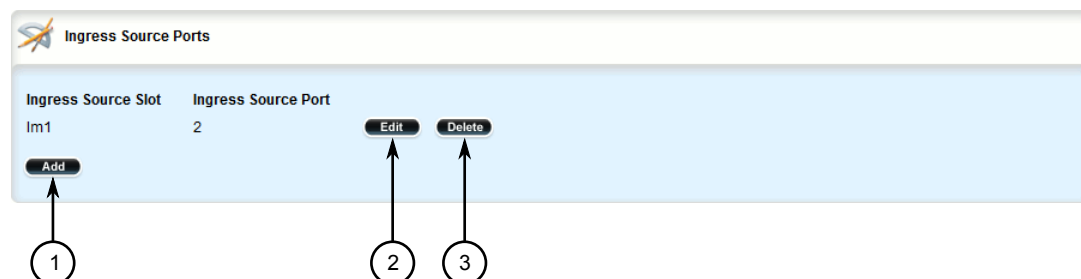 Ingress Source Ports
Ingress Source Slot Ingress Source Port
lm1 2 Edit Delete
Add
1 2 3